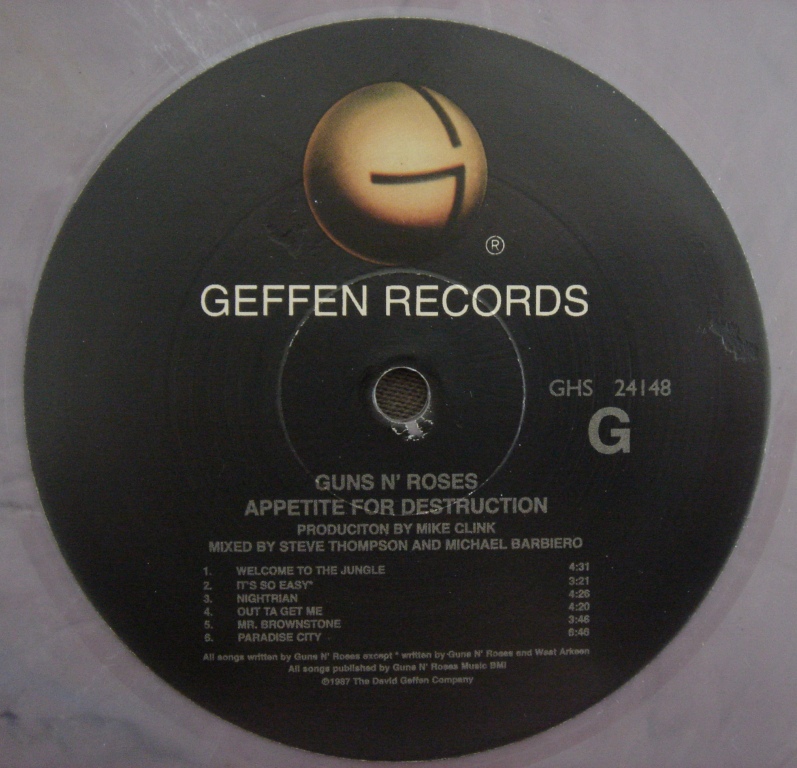 ®
GEFFEN RECORDS
GHS 24148
G
GUNS N' ROSES
APPETITE FOR DESTRUCTION
PRODUCITON BY MIKE CLINK
MIXED BY STEVE THOMPSON AND MICHAEL BARBIERO
1. WELCOME TO THE JUNGLE 4:31
2. IT'S SO EASY* 3:21
3. NIGHTRIAN 4:26
4. OUT TA GET ME 4:20
5. MR. BROWNSTONE 3:46
6. PARADISE CITY 6:46
All songs written by Guns N' Roses except * written by Guns N' Roses and West Arkeen
All songs published by Guns N' Roses Music BMI
©1987 The David Geffen Company